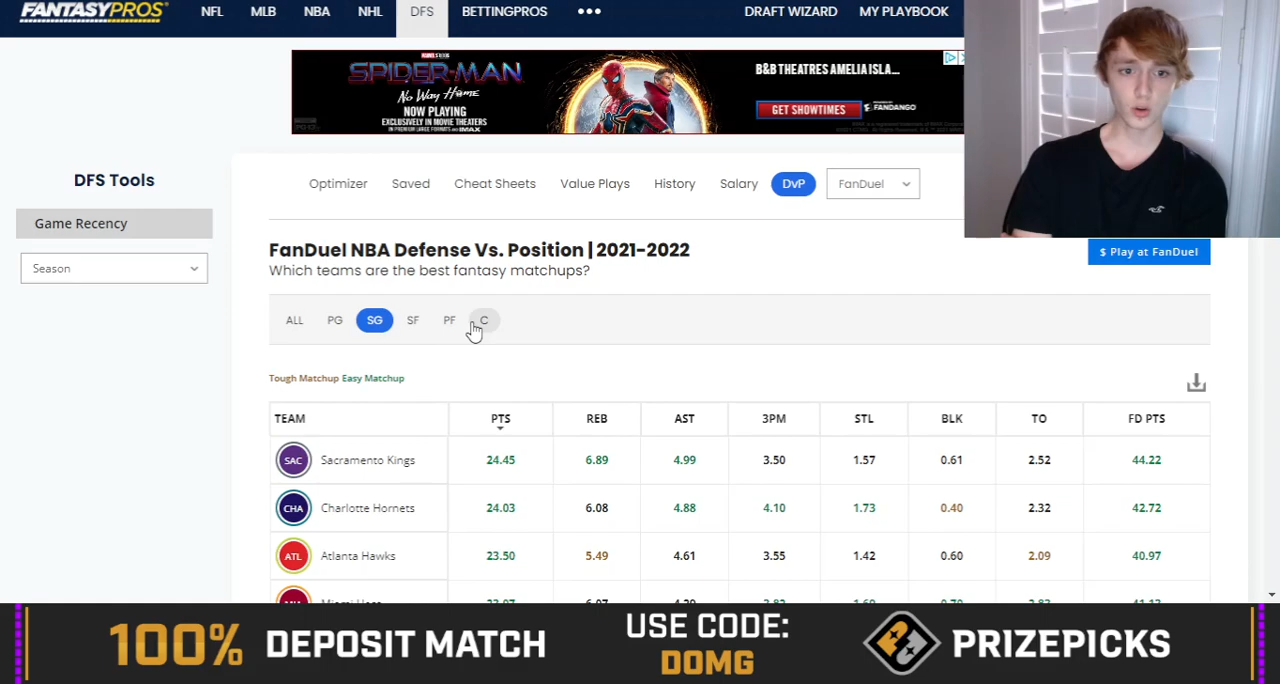 FANTASYPROS NFL MLB NBA NHL DFS BETTINGPROS ••• DRAFT WIZARD MY PLAYBOOK
SPIDER-MAN
No Way Home
NOW PLAYING
EXCLUSIVELY IN MOVIE THEATERS
B&B THEATRES AMELIA ISLA...
GET SHOWTIMES
FANDANGO
DFS Tools
Game Recency
Season
Optimizer Saved Cheat Sheets Value Plays History Salary DvP FanDuel
FanDuel NBA Defense Vs. Position | 2021-2022
Which teams are the best fantasy matchups?
$ Play at FanDuel
ALL PG SG SF PF C
Tough Matchup Easy Matchup
TEAM PTS REB AST 3PM STL BLK TO FD PTS
SAC Sacramento Kings 24.45 6.89 4.99 3.50 1.57 0.61 2.52 44.22
CHA Charlotte Hornets 24.03 6.08 4.88 4.10 1.73 0.40 2.32 42.72
ATL Atlanta Hawks 23.50 5.49 4.61 3.55 1.42 0.60 2.09 40.97
100% DEPOSIT MATCH
USE CODE:
DOMG
PRIZEPICKS